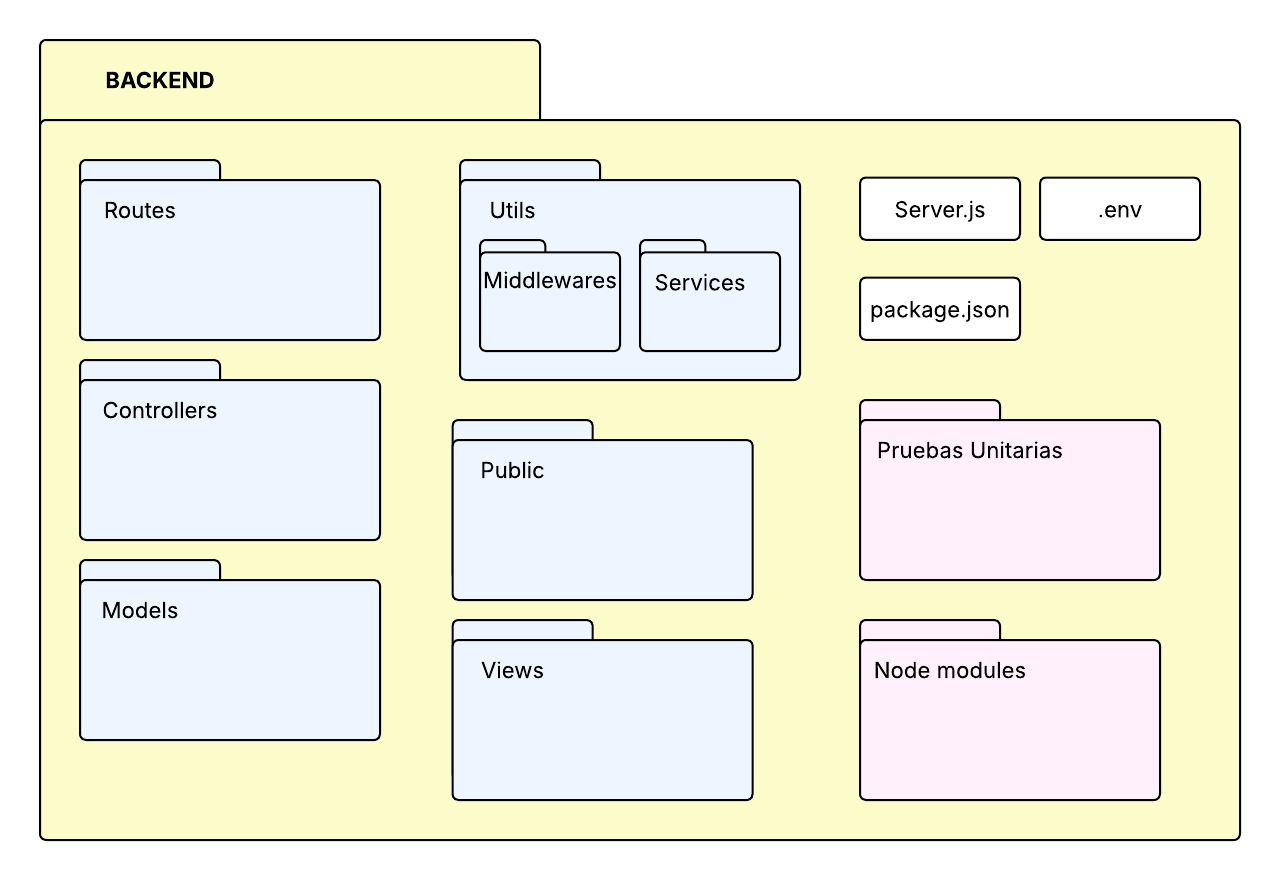 BACKEND
Routes
Controllers
Models
Utils
Middlewares
Services
Public
Views
Server.js
.env
package.json
Pruebas Unitarias
Node modules